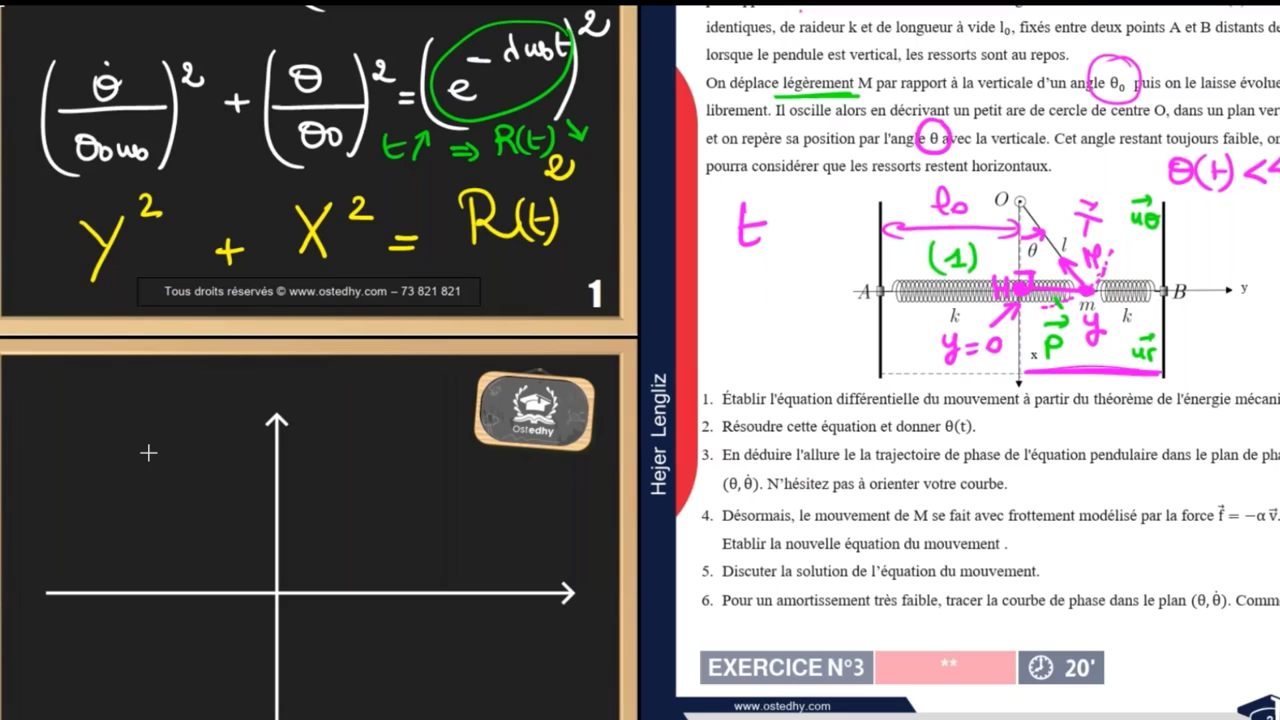 (θ̇ / θ₀ω₀)² + (θ / θ₀)² = (e^(-λω₀t))²
t↑ ⇒ R(t)↘
Y² + X² = R(t)²
Tous droits réservés © www.ostedhy.com – 73 821 821
1
Ostedhy
Hejer Lengliz
identiques, de raideur k et de longueur à vide l₀, fixés entre deux points A et B distants de
lorsque le pendule est vertical, les ressorts sont au repos.
On déplace légèrement M par rapport à la verticale d'un angle θ₀ puis on le laisse évolue
librement. Il oscille alors en décrivant un petit are de cercle de centre O, dans un plan ver
et on repère sa position par l'angle θ avec la verticale. Cet angle restant toujours faible, on
pourra considérer que les ressorts restent horizontaux.
θ(t) <<
t
l₀
O
T⃗
u⃗θ
(1)
θ
l
M
A
H
B
y
k
m
k
y=0
P⃗
y
x
u⃗r
1. Établir l'équation différentielle du mouvement à partir du théorème de l'énergie mécani
2. Résoudre cette équation et donner θ(t).
3. En déduire l'allure le la trajectoire de phase de l'équation pendulaire dans le plan de pha
(θ, θ̇). N'hésitez pas à orienter votre courbe.
4. Désormais, le mouvement de M se fait avec frottement modélisé par la force f⃗ = −α v⃗.
Etablir la nouvelle équation du mouvement .
5. Discuter la solution de l'équation du mouvement.
6. Pour un amortissement très faible, tracer la courbe de phase dans le plan (θ, θ̇). Comm
EXERCICE N°3 ** 20'
www.ostedhy.com